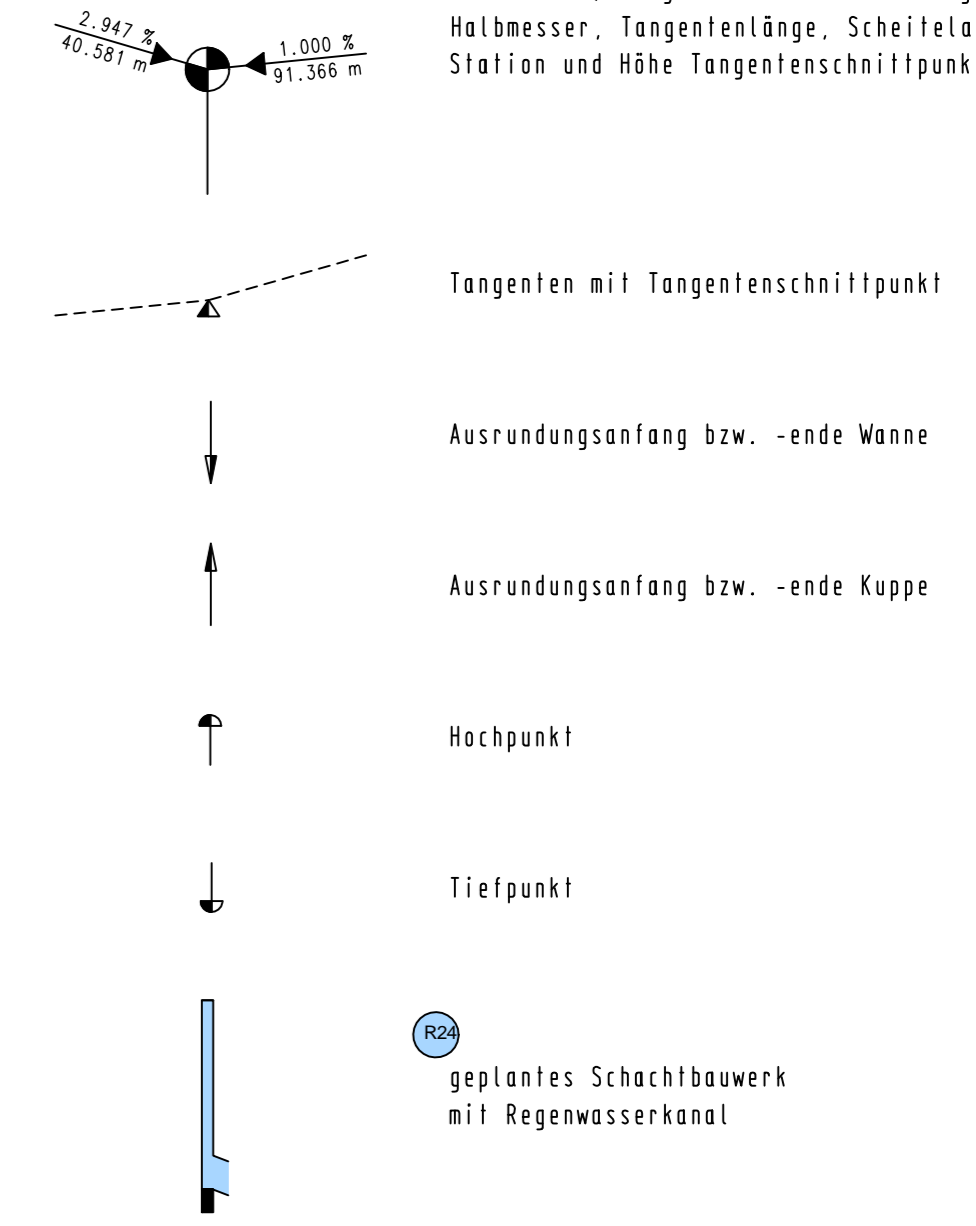 2.947 %
40.581 m
1.000 %
91.366 m
Halbmesser, Tangentenlänge, Scheitela
Station und Höhe Tangentenschnittpunk
Tangenten mit Tangentenschnittpunkt
Ausrundungsanfang bzw. -ende Wanne
Ausrundungsanfang bzw. -ende Kuppe
Hochpunkt
Tiefpunkt
R24
geplantes Schachtbauwerk
mit Regenwasserkanal